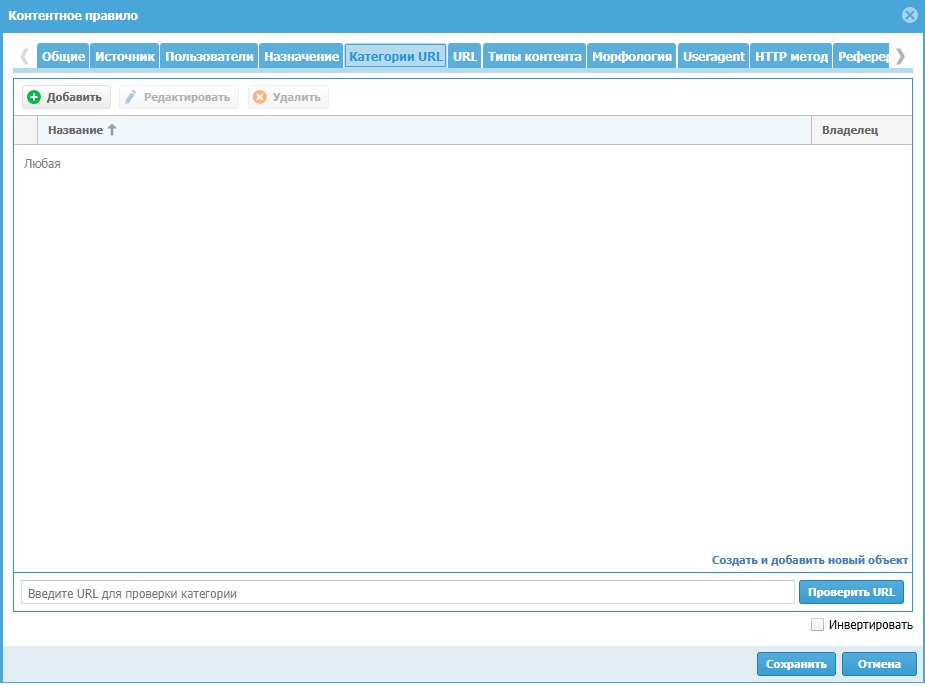 Контентное правило
Общие Источник Пользователи Назначение Категории URL URL Типы контента Морфология Useragent HTTP метод
Добавить Редактировать Удалить
Название Владелец
Любая
Создать и добавить новый объект
Введите URL для проверки категории Проверить URL
Инвертировать
Сохранить Отмена